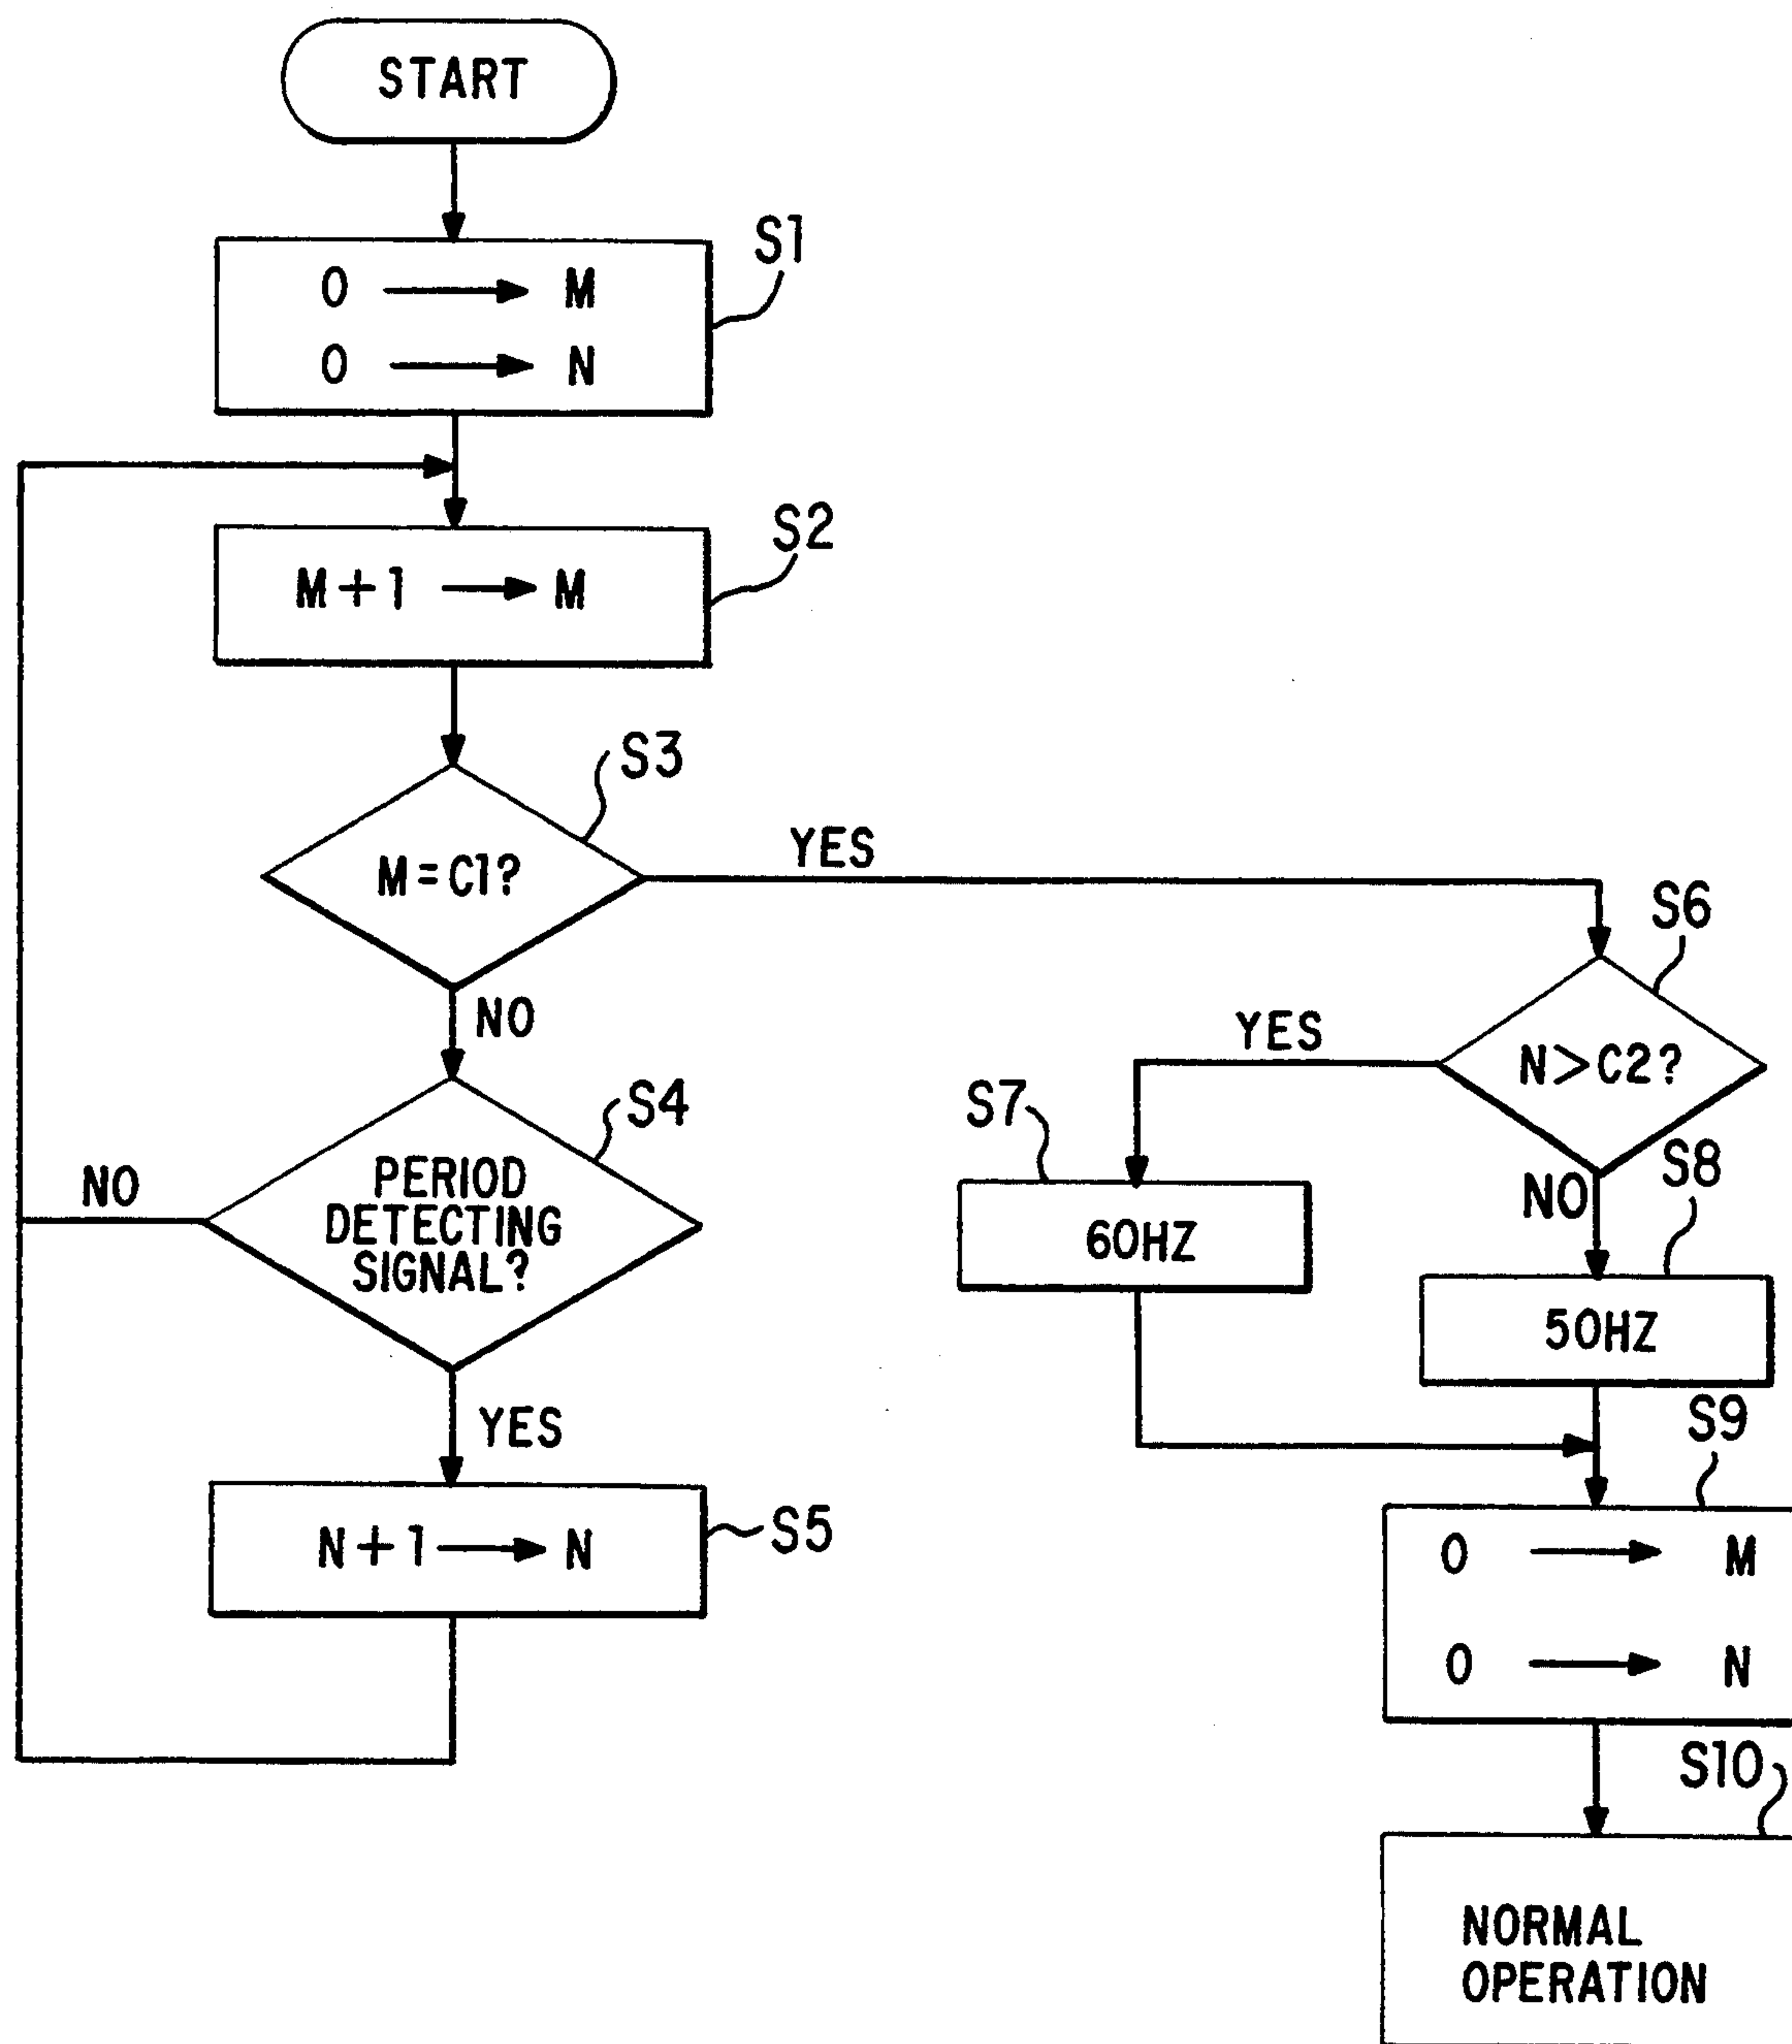 START
S1
0 → M
0 → N
S2
M+1 → M
S3
M=C1?
YES
NO
S4
PERIOD
DETECTING
SIGNAL?
NO
YES
S5
N+1 → N
S6
N>C2?
YES
NO
S7
60HZ
S8
50HZ
S9
0 → M
0 → N
S10
NORMAL
OPERATION